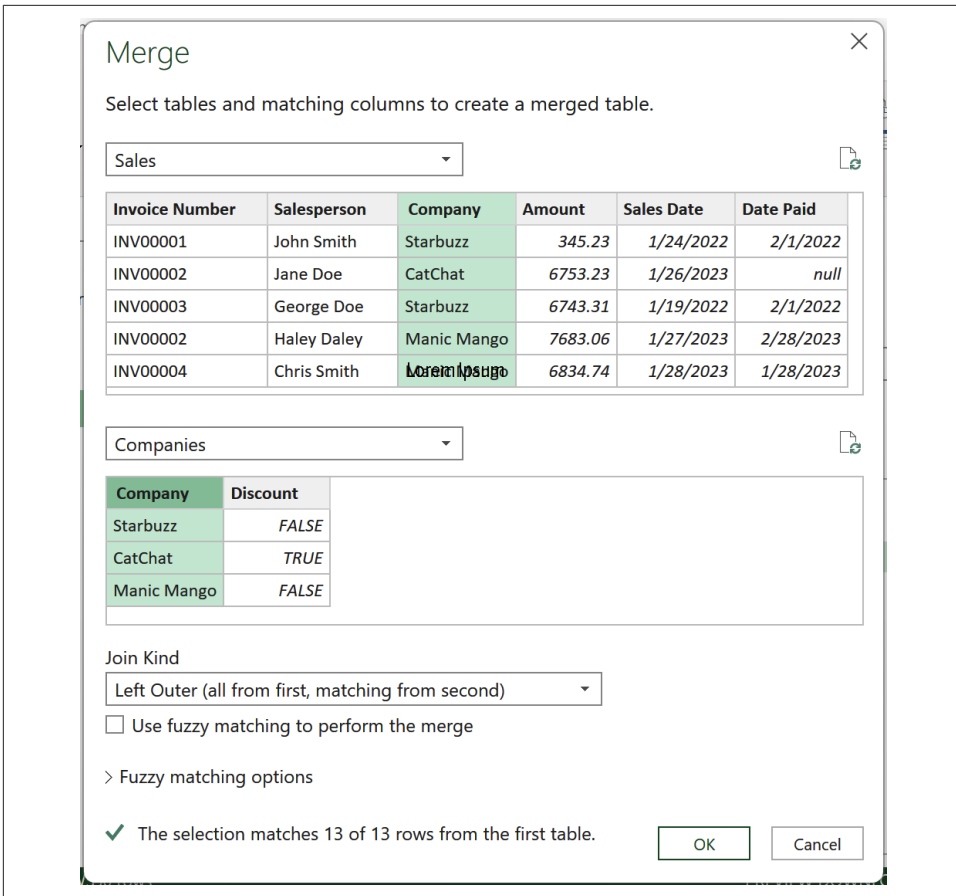 Merge
Select tables and matching columns to create a merged table.
Sales
Invoice Number Salesperson Company Amount Sales Date Date Paid
INV00001 John Smith Starbuzz 345.23 1/24/2022 2/1/2022
INV00002 Jane Doe CatChat 6753.23 1/26/2023 null
INV00003 George Doe Starbuzz 6743.31 1/19/2022 2/1/2022
INV00002 Haley Daley Manic Mango 7683.06 1/27/2023 2/28/2023
INV00004 Chris Smith Lorem Ipsum 6834.74 1/28/2023 1/28/2023
Companies
Company Discount
Starbuzz FALSE
CatChat TRUE
Manic Mango FALSE
Join Kind
Left Outer (all from first, matching from second)
Use fuzzy matching to perform the merge
> Fuzzy matching options
The selection matches 13 of 13 rows from the first table.
OK Cancel